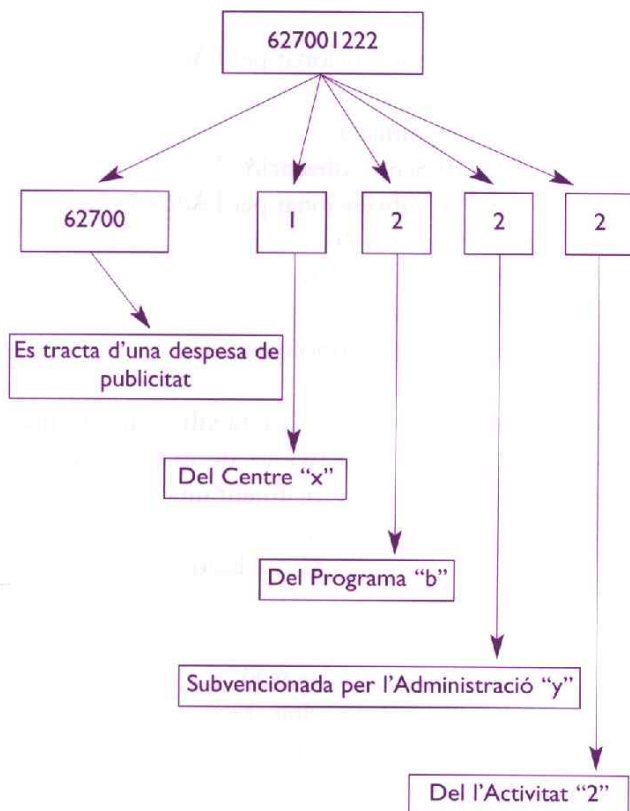 627001222
62700
1
2
2
2
Es tracta d'una despesa de
publicitat
Del Centre “x”
Del Programa “b”
Subvencionada per l'Administració “y”
Del l'Activitat “2”